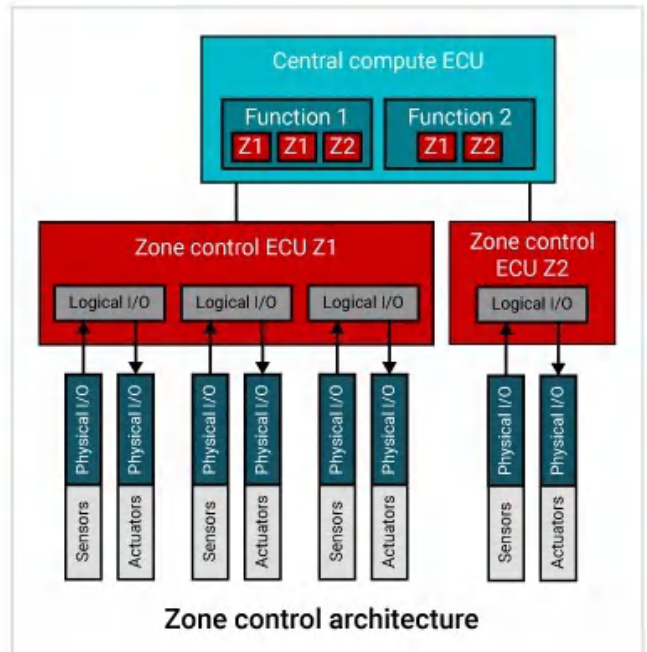 Central compute ECU
Function 1
Function 2
Z1 Z1 Z2
Z1 Z2
Zone control ECU Z1
Zone control
ECU Z2
Logical I/O
Logical I/O
Logical I/O
Logical I/O
Physical I/O
Physical I/O
Physical I/O
Physical I/O
Physical I/O
Physical I/O
Physical I/O
Physical I/O
Sensors
Actuators
Sensors
Actuators
Sensors
Actuators
Sensors
Actuators
Zone control architecture